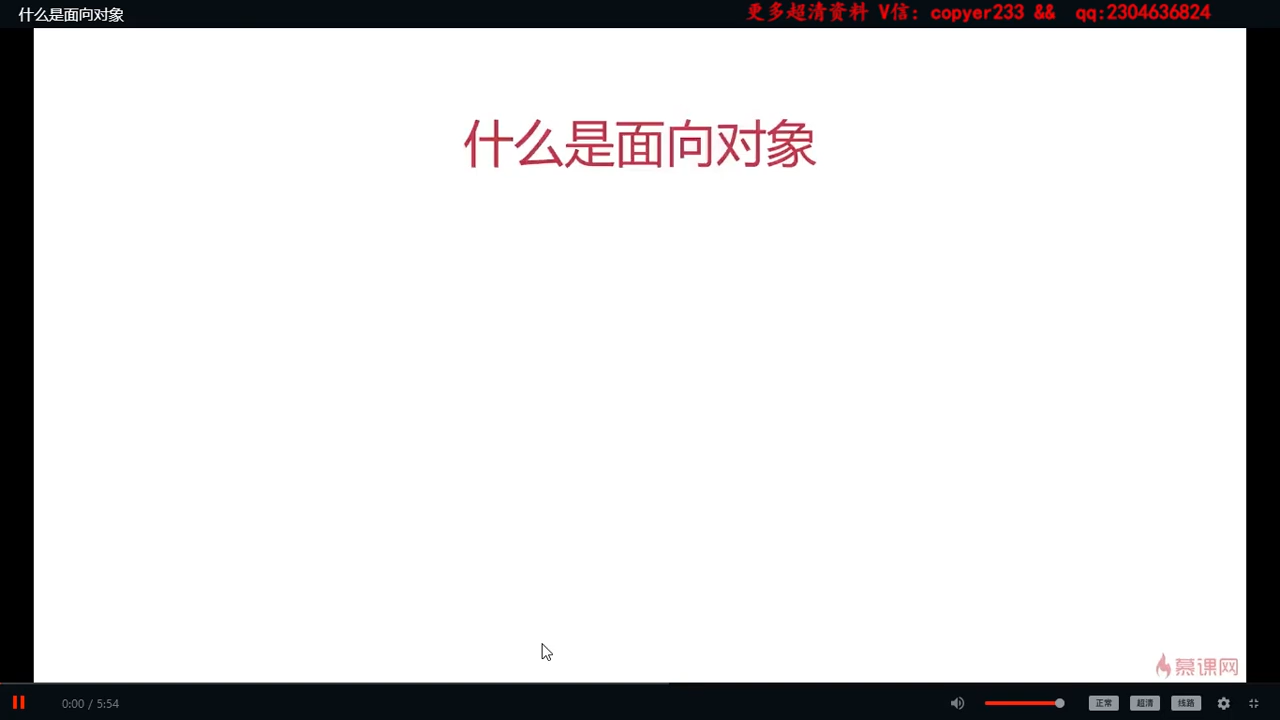 什么是面向对象
更多超清资料 V信: copyer233 && qq:2304636824
什么是面向对象
慕课网
0:00 / 5:54
正常
超清
线路